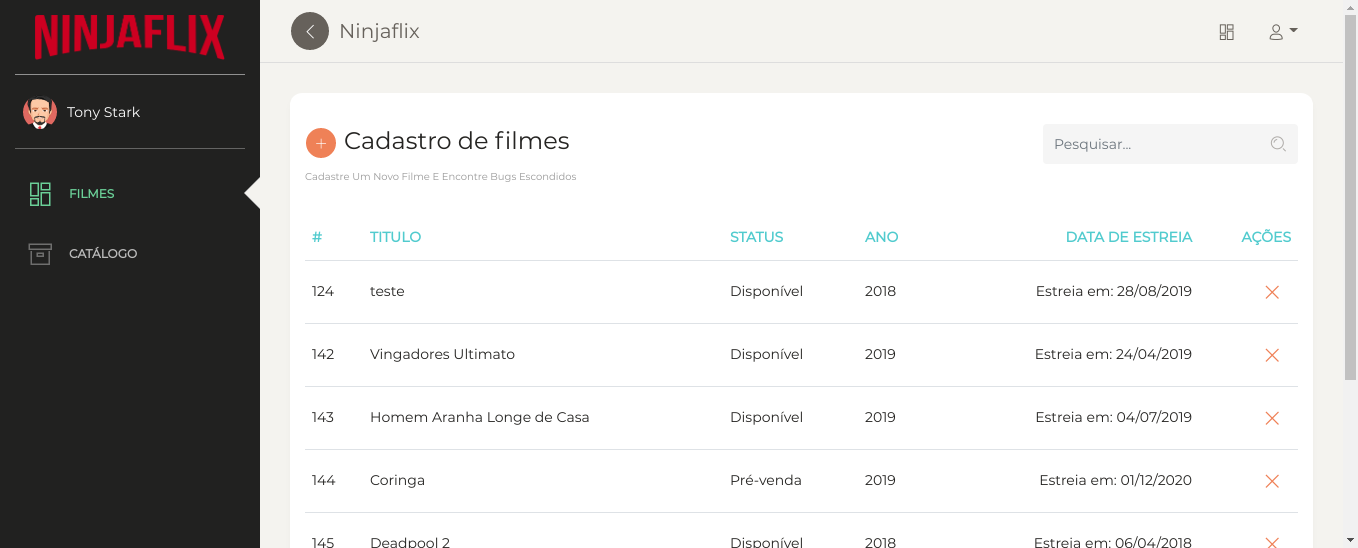 NINJAFLIX
Tony Stark
FILMES
CATÁLOGO
Ninjaflix
Cadastro de filmes
Pesquisar...
Cadastre Um Novo Filme E Encontre Bugs Escondidos
# TITULO STATUS ANO DATA DE ESTREIA AÇÕES
124 teste Disponível 2018 Estreia em: 28/08/2019
142 Vingadores Ultimato Disponível 2019 Estreia em: 24/04/2019
143 Homem Aranha Longe de Casa Disponível 2019 Estreia em: 04/07/2019
144 Coringa Pré-venda 2019 Estreia em: 01/12/2020
145 Deadpool 2 Disponível 2018 Estreia em: 06/04/2018